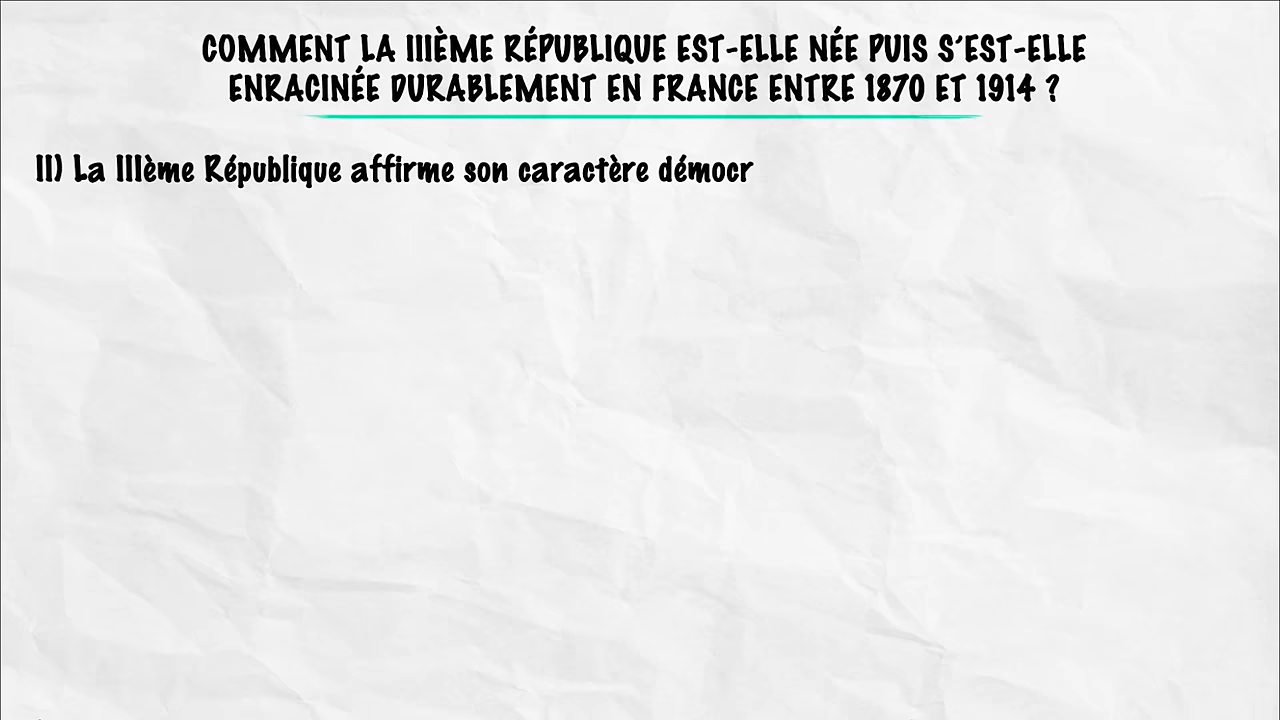 COMMENT LA IIIÈME RÉPUBLIQUE EST-ELLE NÉE PUIS S'EST-ELLE
ENRACINÉE DURABLEMENT EN FRANCE ENTRE 1870 ET 1914 ?
II) La IIIème République affirme son caractère démocr